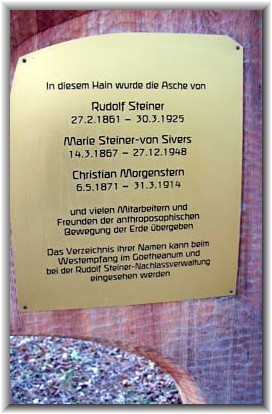 In diesem Hain wurde die Asche von
Rudolf Steiner
27.2.1861 – 30.3.1925
Marie Steiner-von Sivers
14.3.1867 – 27.12.1948
Christian Morgenstern
6.5.1871 – 31.3.1914
und vielen Mitarbeitern und
Freunden der anthroposophischen
Bewegung der Erde übergeben
Das Verzeichnis ihrer Namen kann beim
Westempfang im Goetheanum und
bei der Rudolf Steiner-Nachlassverwaltung
eingesehen werden